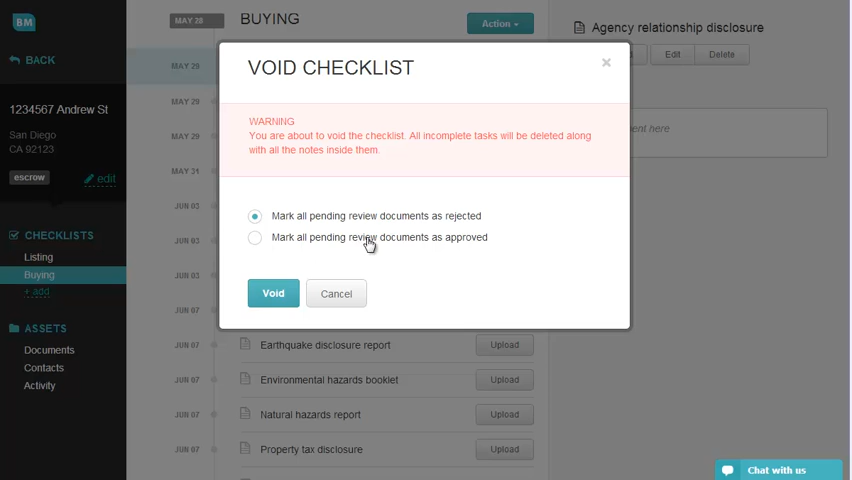 BM
BACK
1234567 Andrew St
San Diego
CA 92123
escrow
edit
CHECKLISTS
Listing
Buying
+ add
ASSETS
Documents
Contacts
Activity
MAY 28
BUYING
Action
MAY 29
MAY 29
MAY 29
MAY 31
JUN 03
JUN 03
JUN 03
JUN 07
JUN 07
Earthquake disclosure report
Upload
JUN 07
Environmental hazards booklet
Upload
JUN 07
Natural hazards report
Upload
JUN 07
Property tax disclosure
Upload
VOID CHECKLIST
×
WARNING
You are about to void the checklist. All incomplete tasks will be deleted along
with all the notes inside them.
Mark all pending review documents as rejected
Mark all pending review documents as approved
Void
Cancel
Agency relationship disclosure
Edit
Delete
here
Chat with us